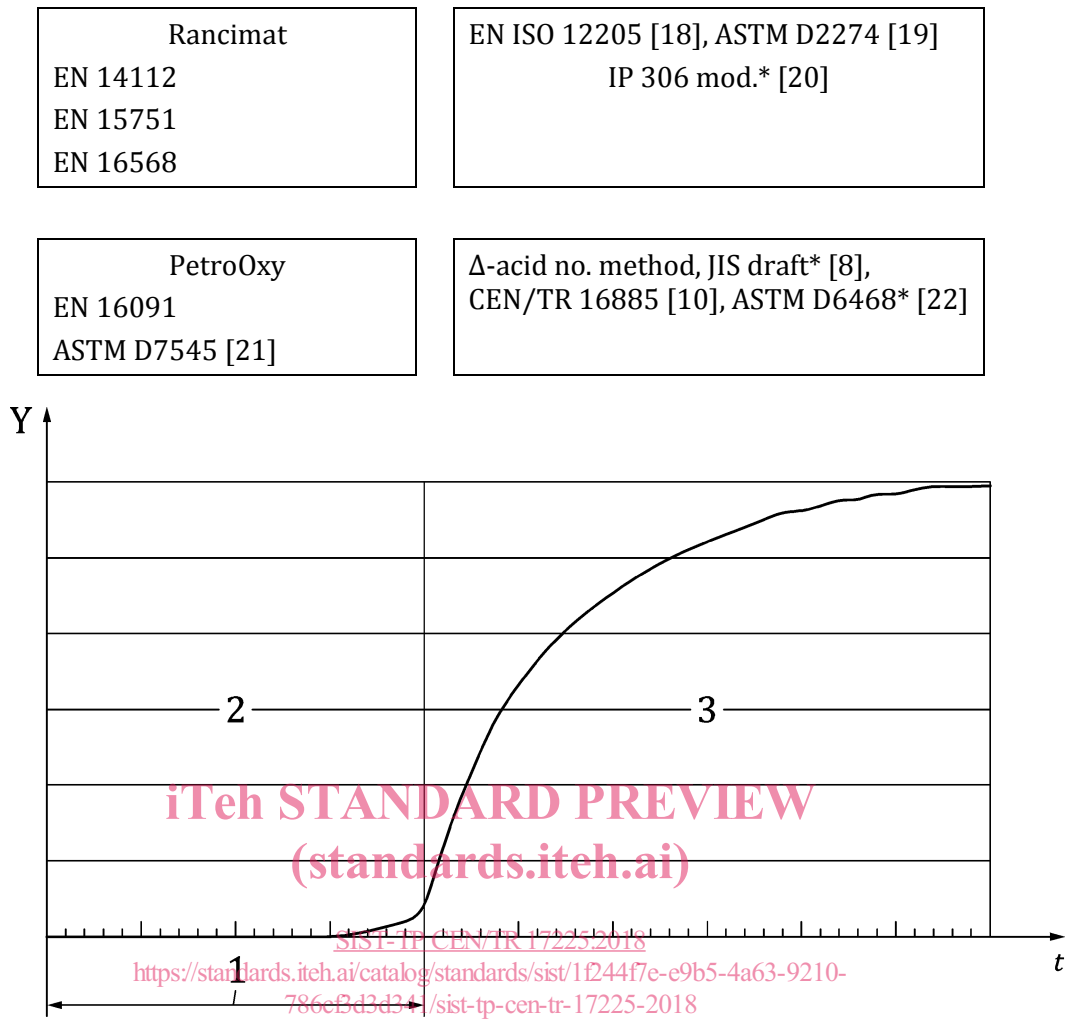 Rancimat
EN 14112
EN 15751
EN 16568
EN ISO 12205 [18], ASTM D2274 [19]
IP 306 mod.* [20]
PetroOxy
EN 16091
ASTM D7545 [21]
Δ-acid no. method, JIS draft* [8],
CEN/TR 16885 [10], ASTM D6468* [22]
Y
2
3
iTeh STANDARD PREVIEW
(standards.iteh.ai)
SIST-TP CEN/TR 17225:2018
t
1
https://standards.iteh.ai/catalog/standards/sist/1f244f7e-e9b5-4a63-9210-
786ef3d3d341/sist-tp-cen-tr-17225-2018